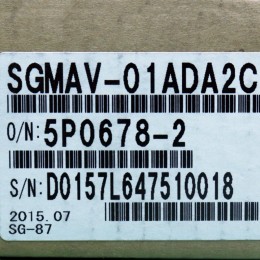 SGMAV-01ADA2C
O/N: 5P0678-2
S/N: D0157L647510018
2015.07
SG-87